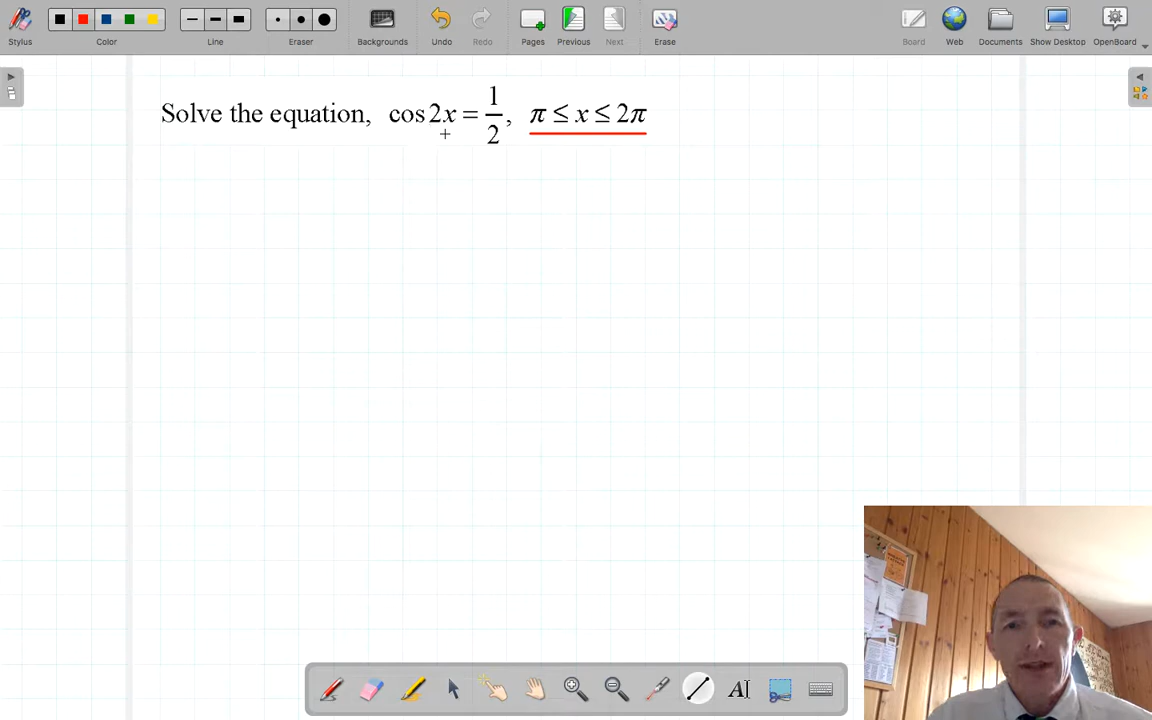 Stylus Color Line Eraser Backgrounds Undo Redo Pages Previous Next Erase Board Web Documents Show Desktop OpenBoard
Solve the equation, cos 2x = 1/2, π ≤ x ≤ 2π